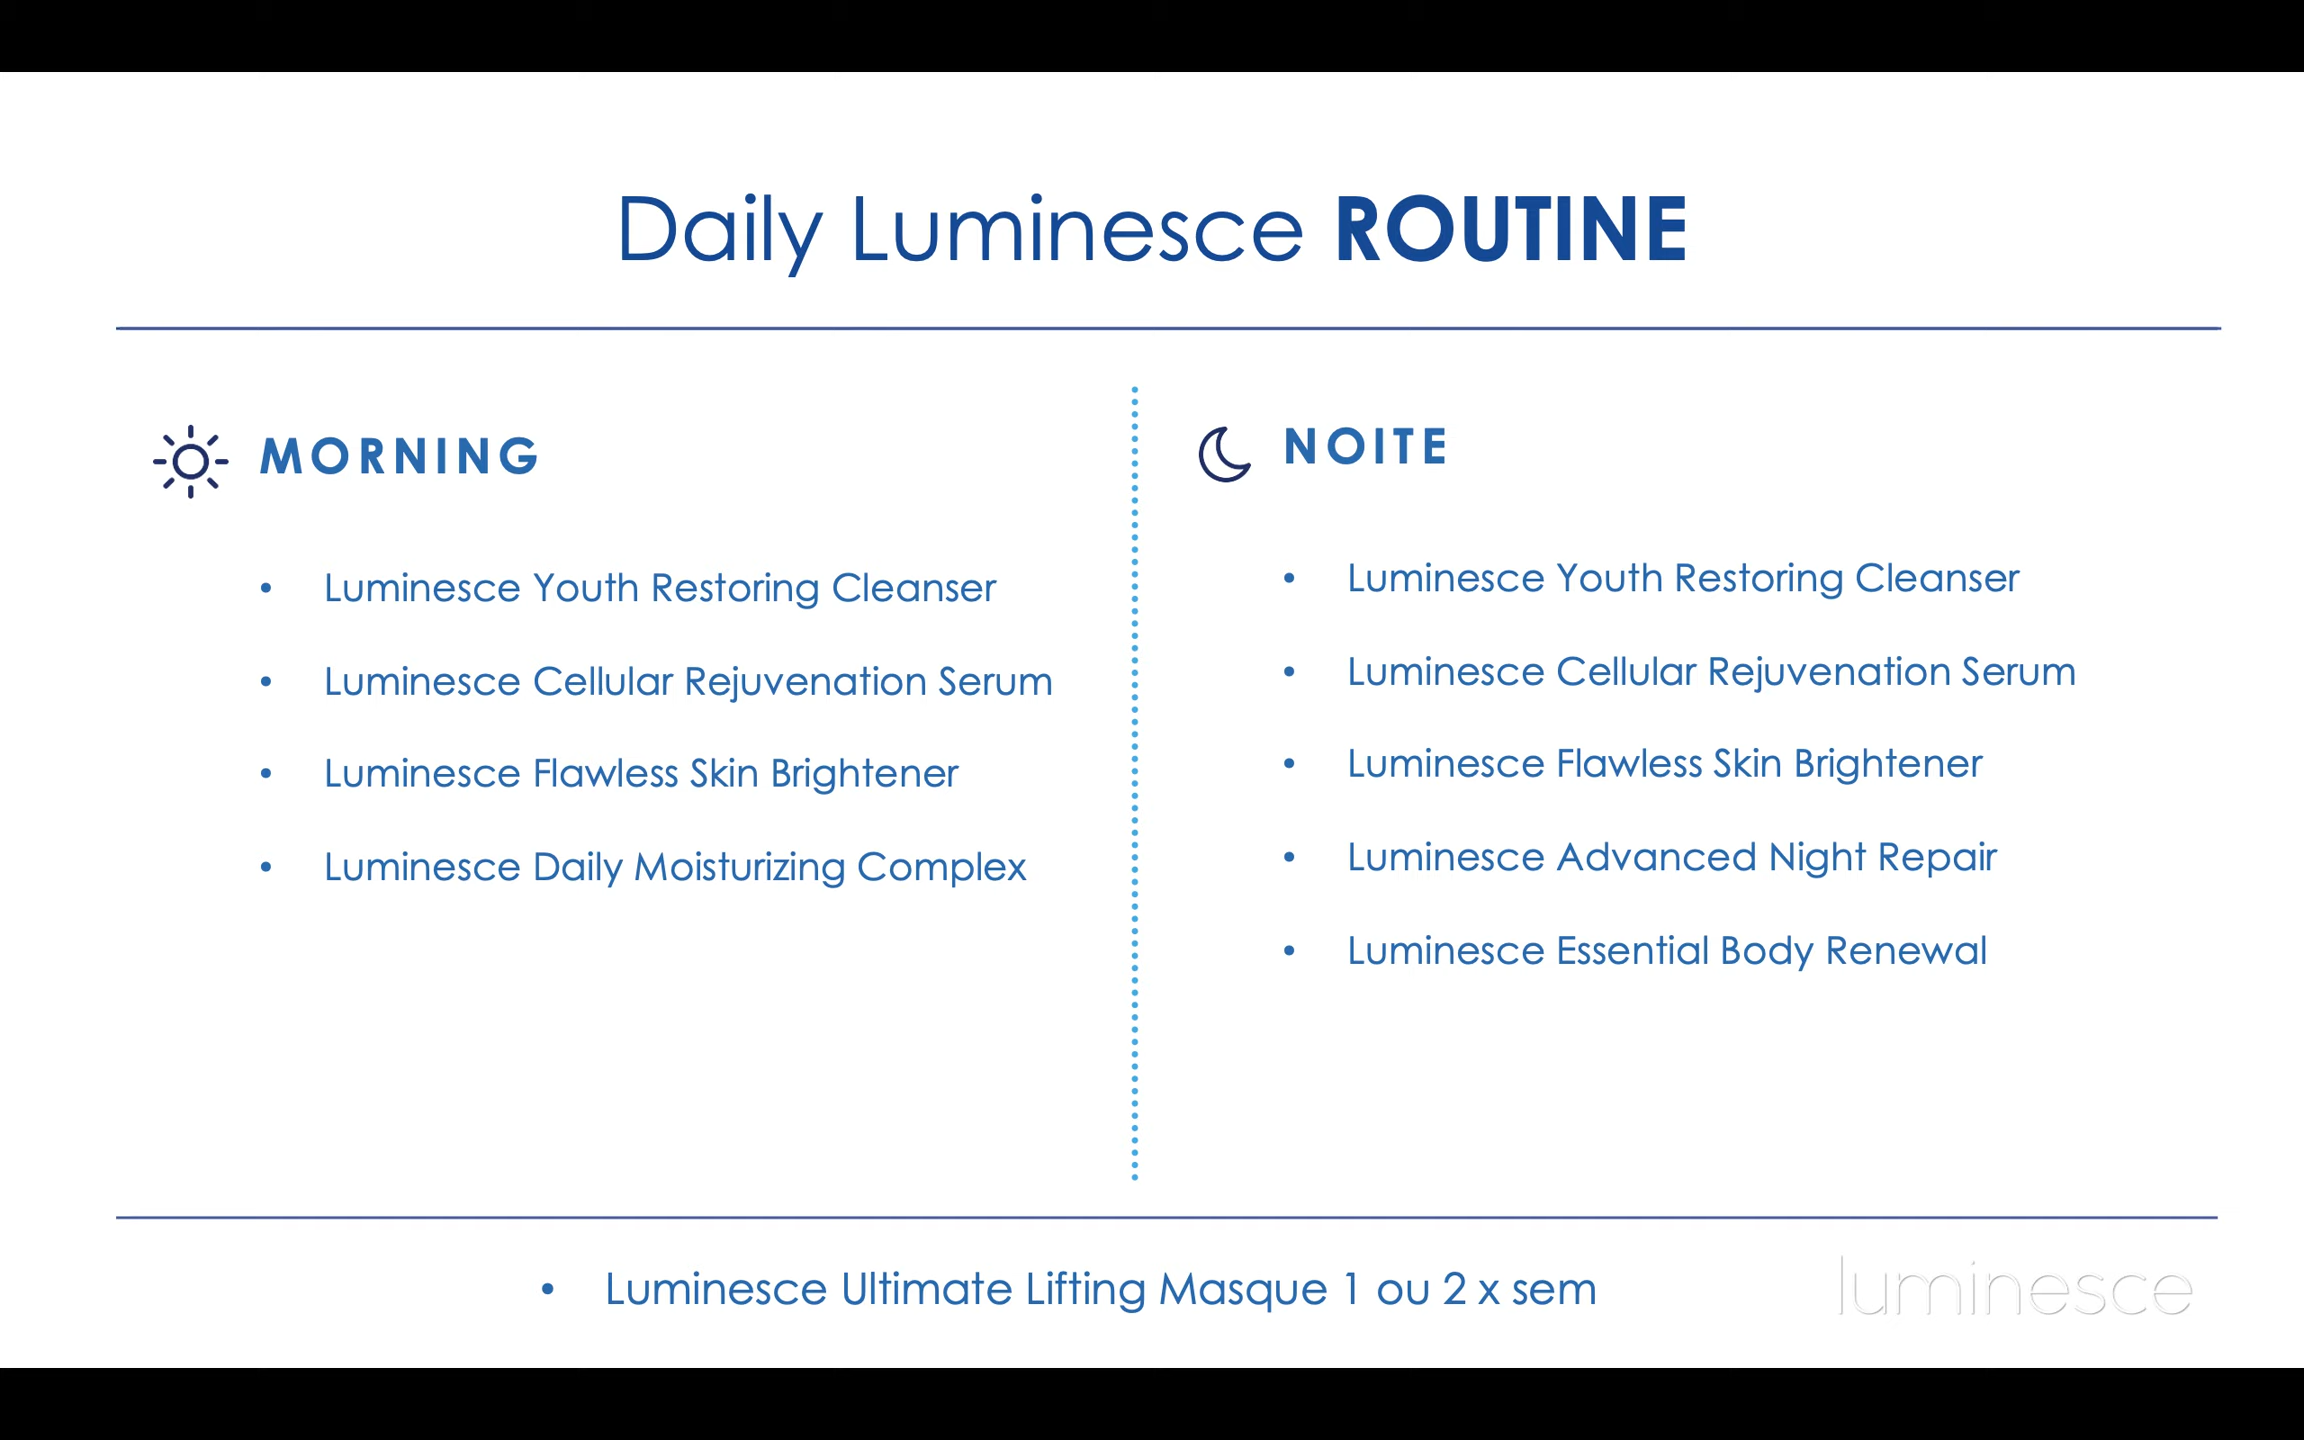 Daily Luminesce ROUTINE
MORNING
• Luminesce Youth Restoring Cleanser
• Luminesce Cellular Rejuvenation Serum
• Luminesce Flawless Skin Brightener
• Luminesce Daily Moisturizing Complex
NOITE
• Luminesce Youth Restoring Cleanser
• Luminesce Cellular Rejuvenation Serum
• Luminesce Flawless Skin Brightener
• Luminesce Advanced Night Repair
• Luminesce Essential Body Renewal
• Luminesce Ultimate Lifting Masque 1 ou 2 x sem
luminesce